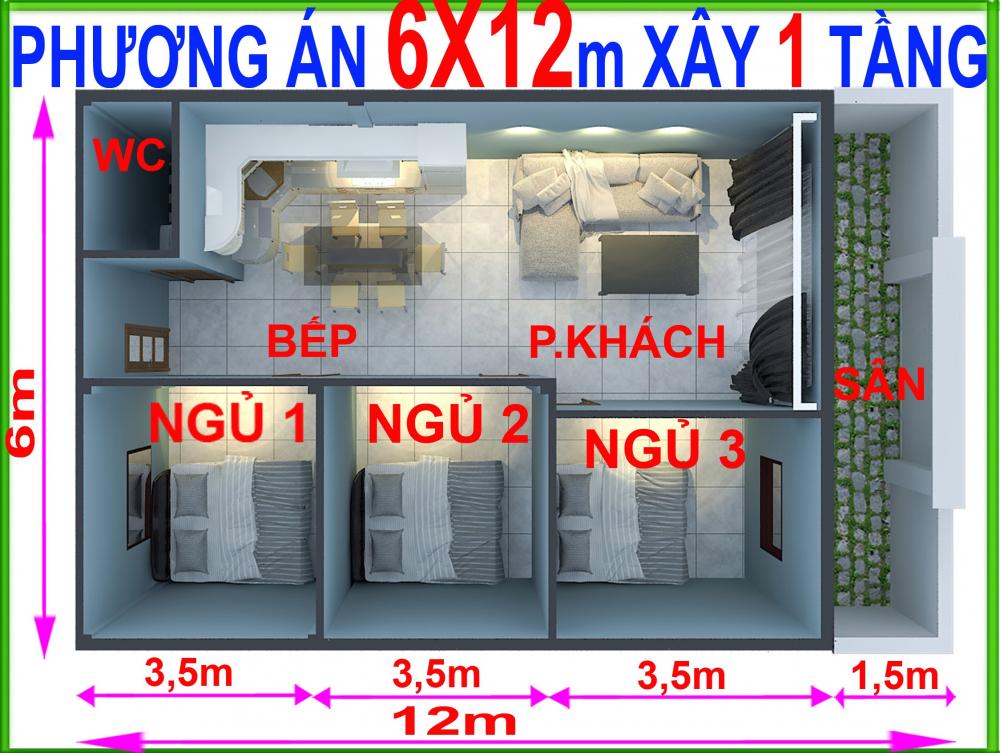 PHƯƠNG ÁN 6X12m XÂY 1 TẦNG
WC
BẾP
P.KHÁCH
SÂN
6m
NGỦ 1
NGỦ 2
NGỦ 3
3,5m
3,5m
3,5m
1,5m
12m